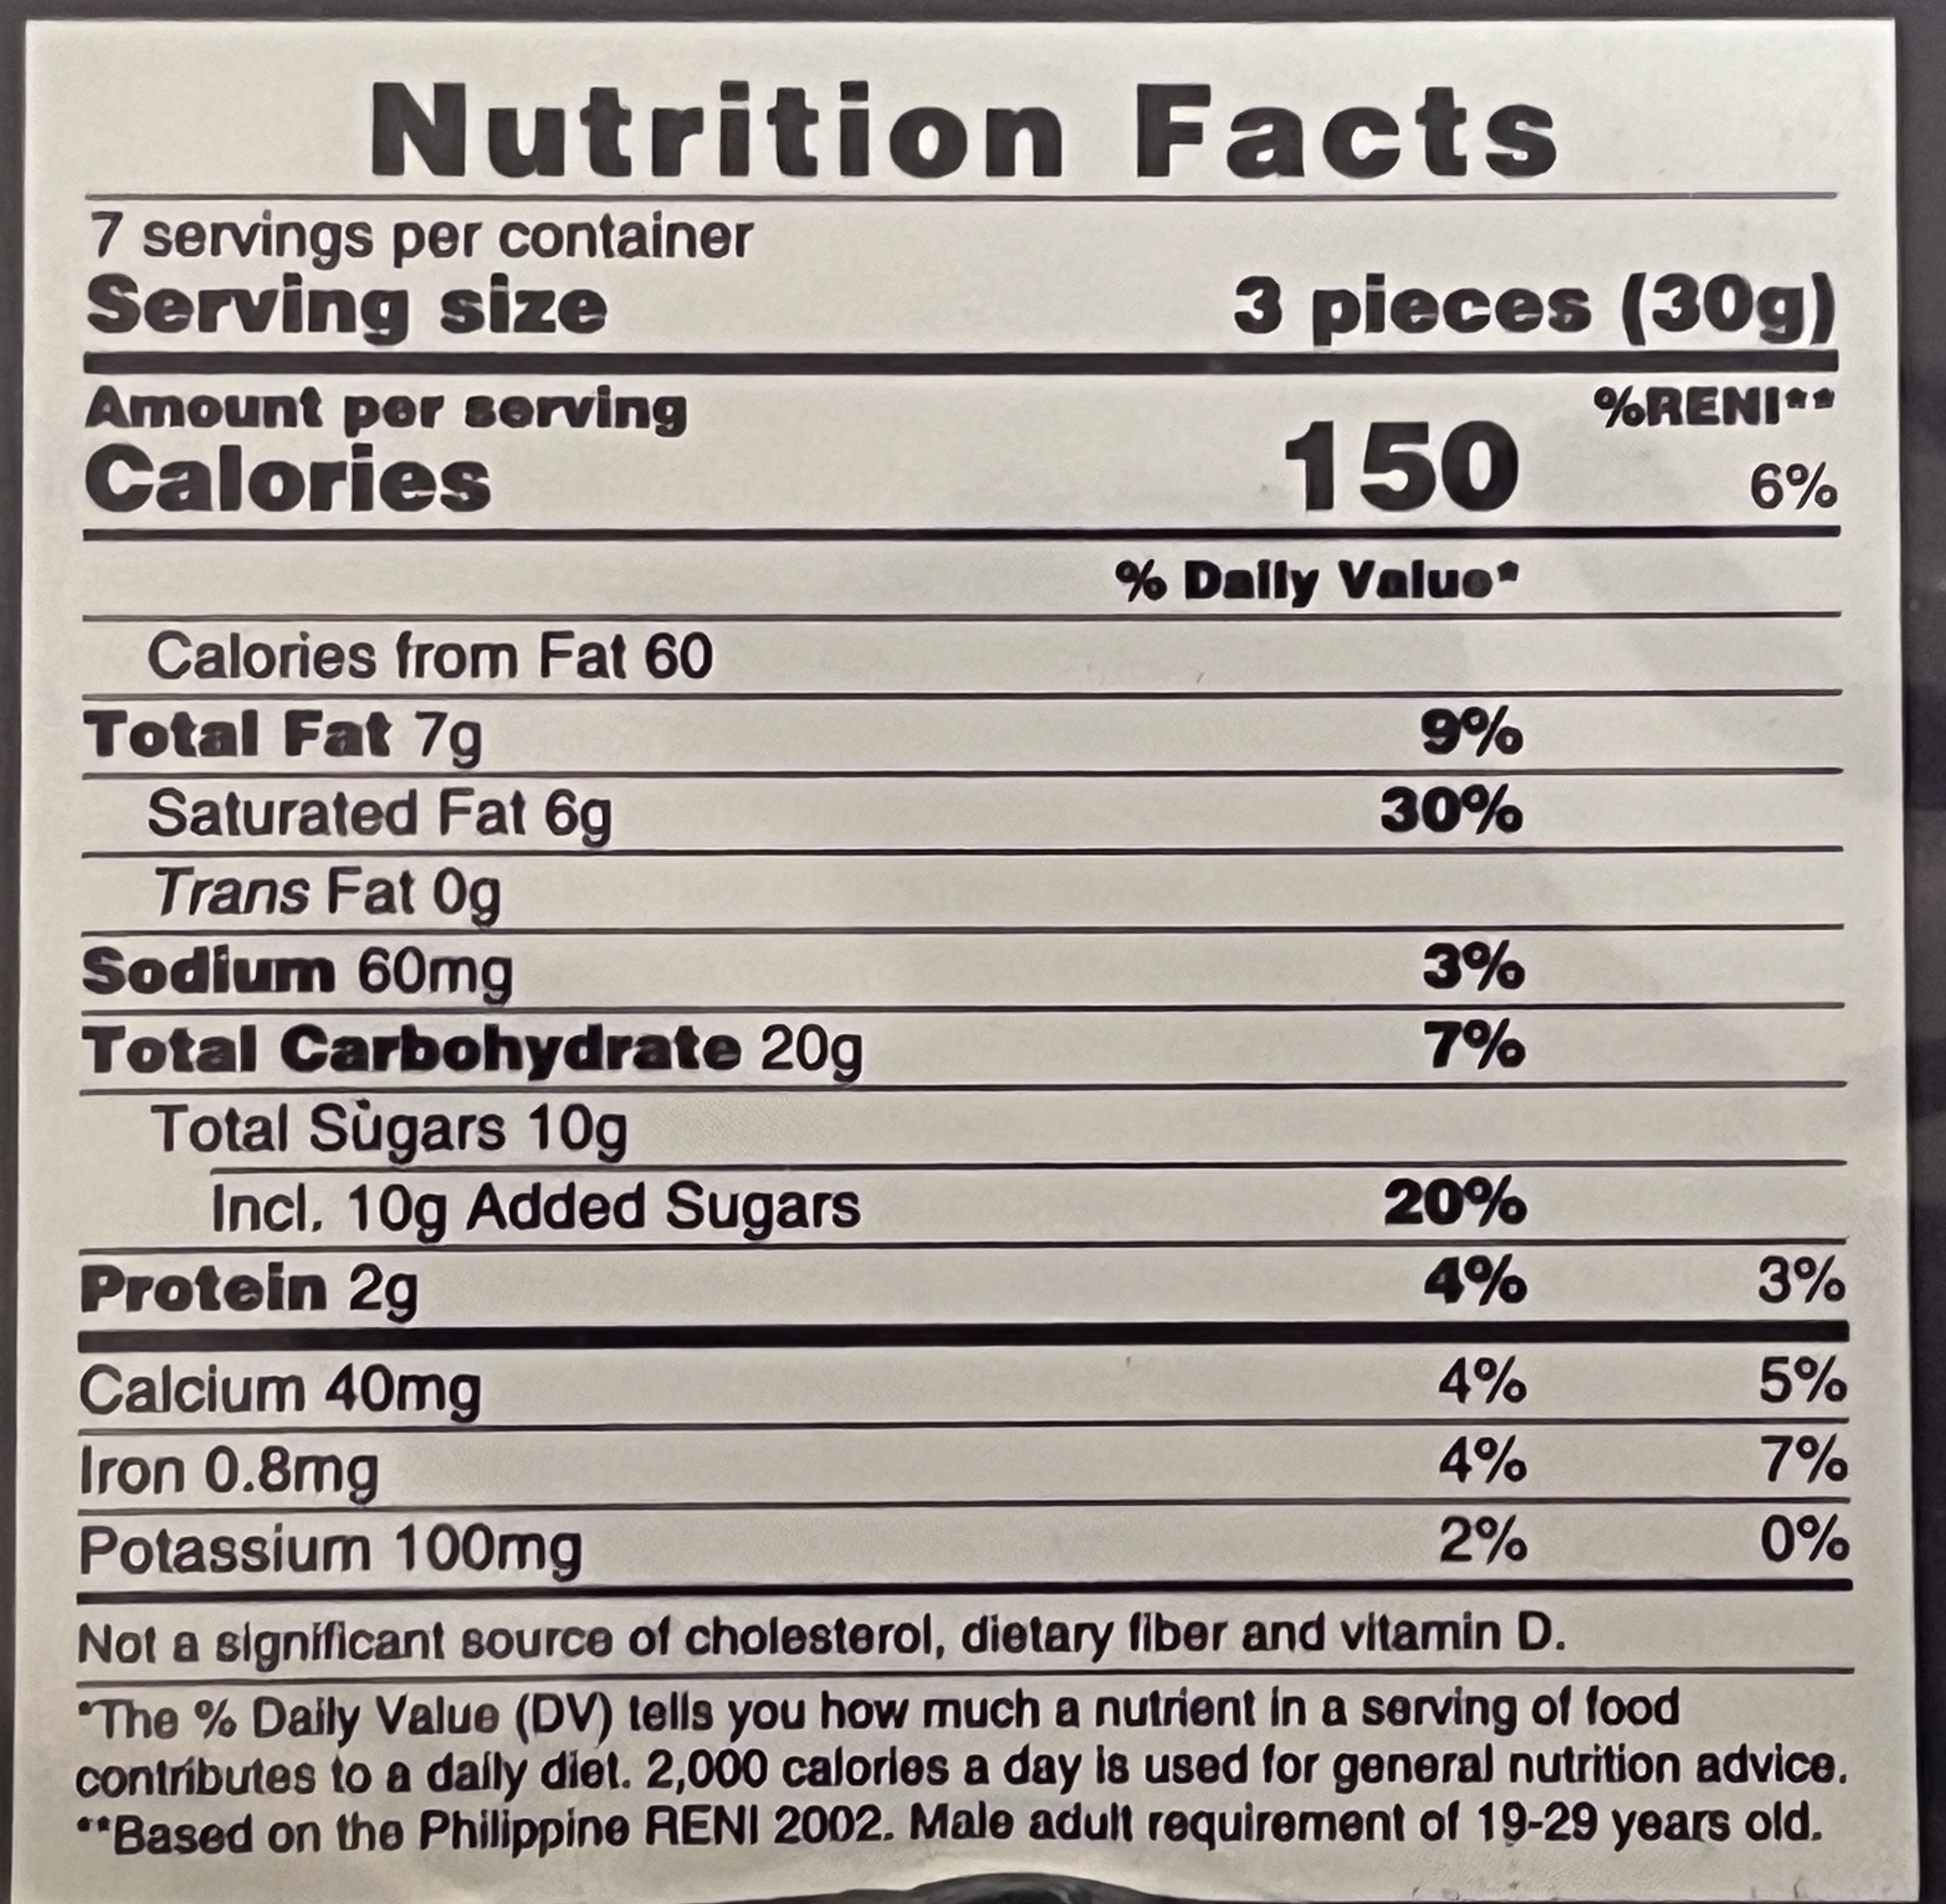 Nutrition Facts
7 servings per container
Serving size 3 pieces (30g)
Amount per serving %RENI**
Calories 150 6%
% Daily Value*
Calories from Fat 60
Total Fat 7g 9%
Saturated Fat 6g 30%
Trans Fat 0g
Sodium 60mg 3%
Total Carbohydrate 20g 7%
Total Sugars 10g
Incl. 10g Added Sugars 20%
Protein 2g 4% 3%
Calcium 40mg 4% 5%
Iron 0.8mg 4% 7%
Potassium 100mg 2% 0%
Not a significant source of cholesterol, dietary fiber and vitamin D.
*The % Daily Value (DV) tells you how much a nutrient in a serving of food
contributes to a daily diet. 2,000 calories a day is used for general nutrition advice.
**Based on the Philippine RENI 2002. Male adult requirement of 19-29 years old.